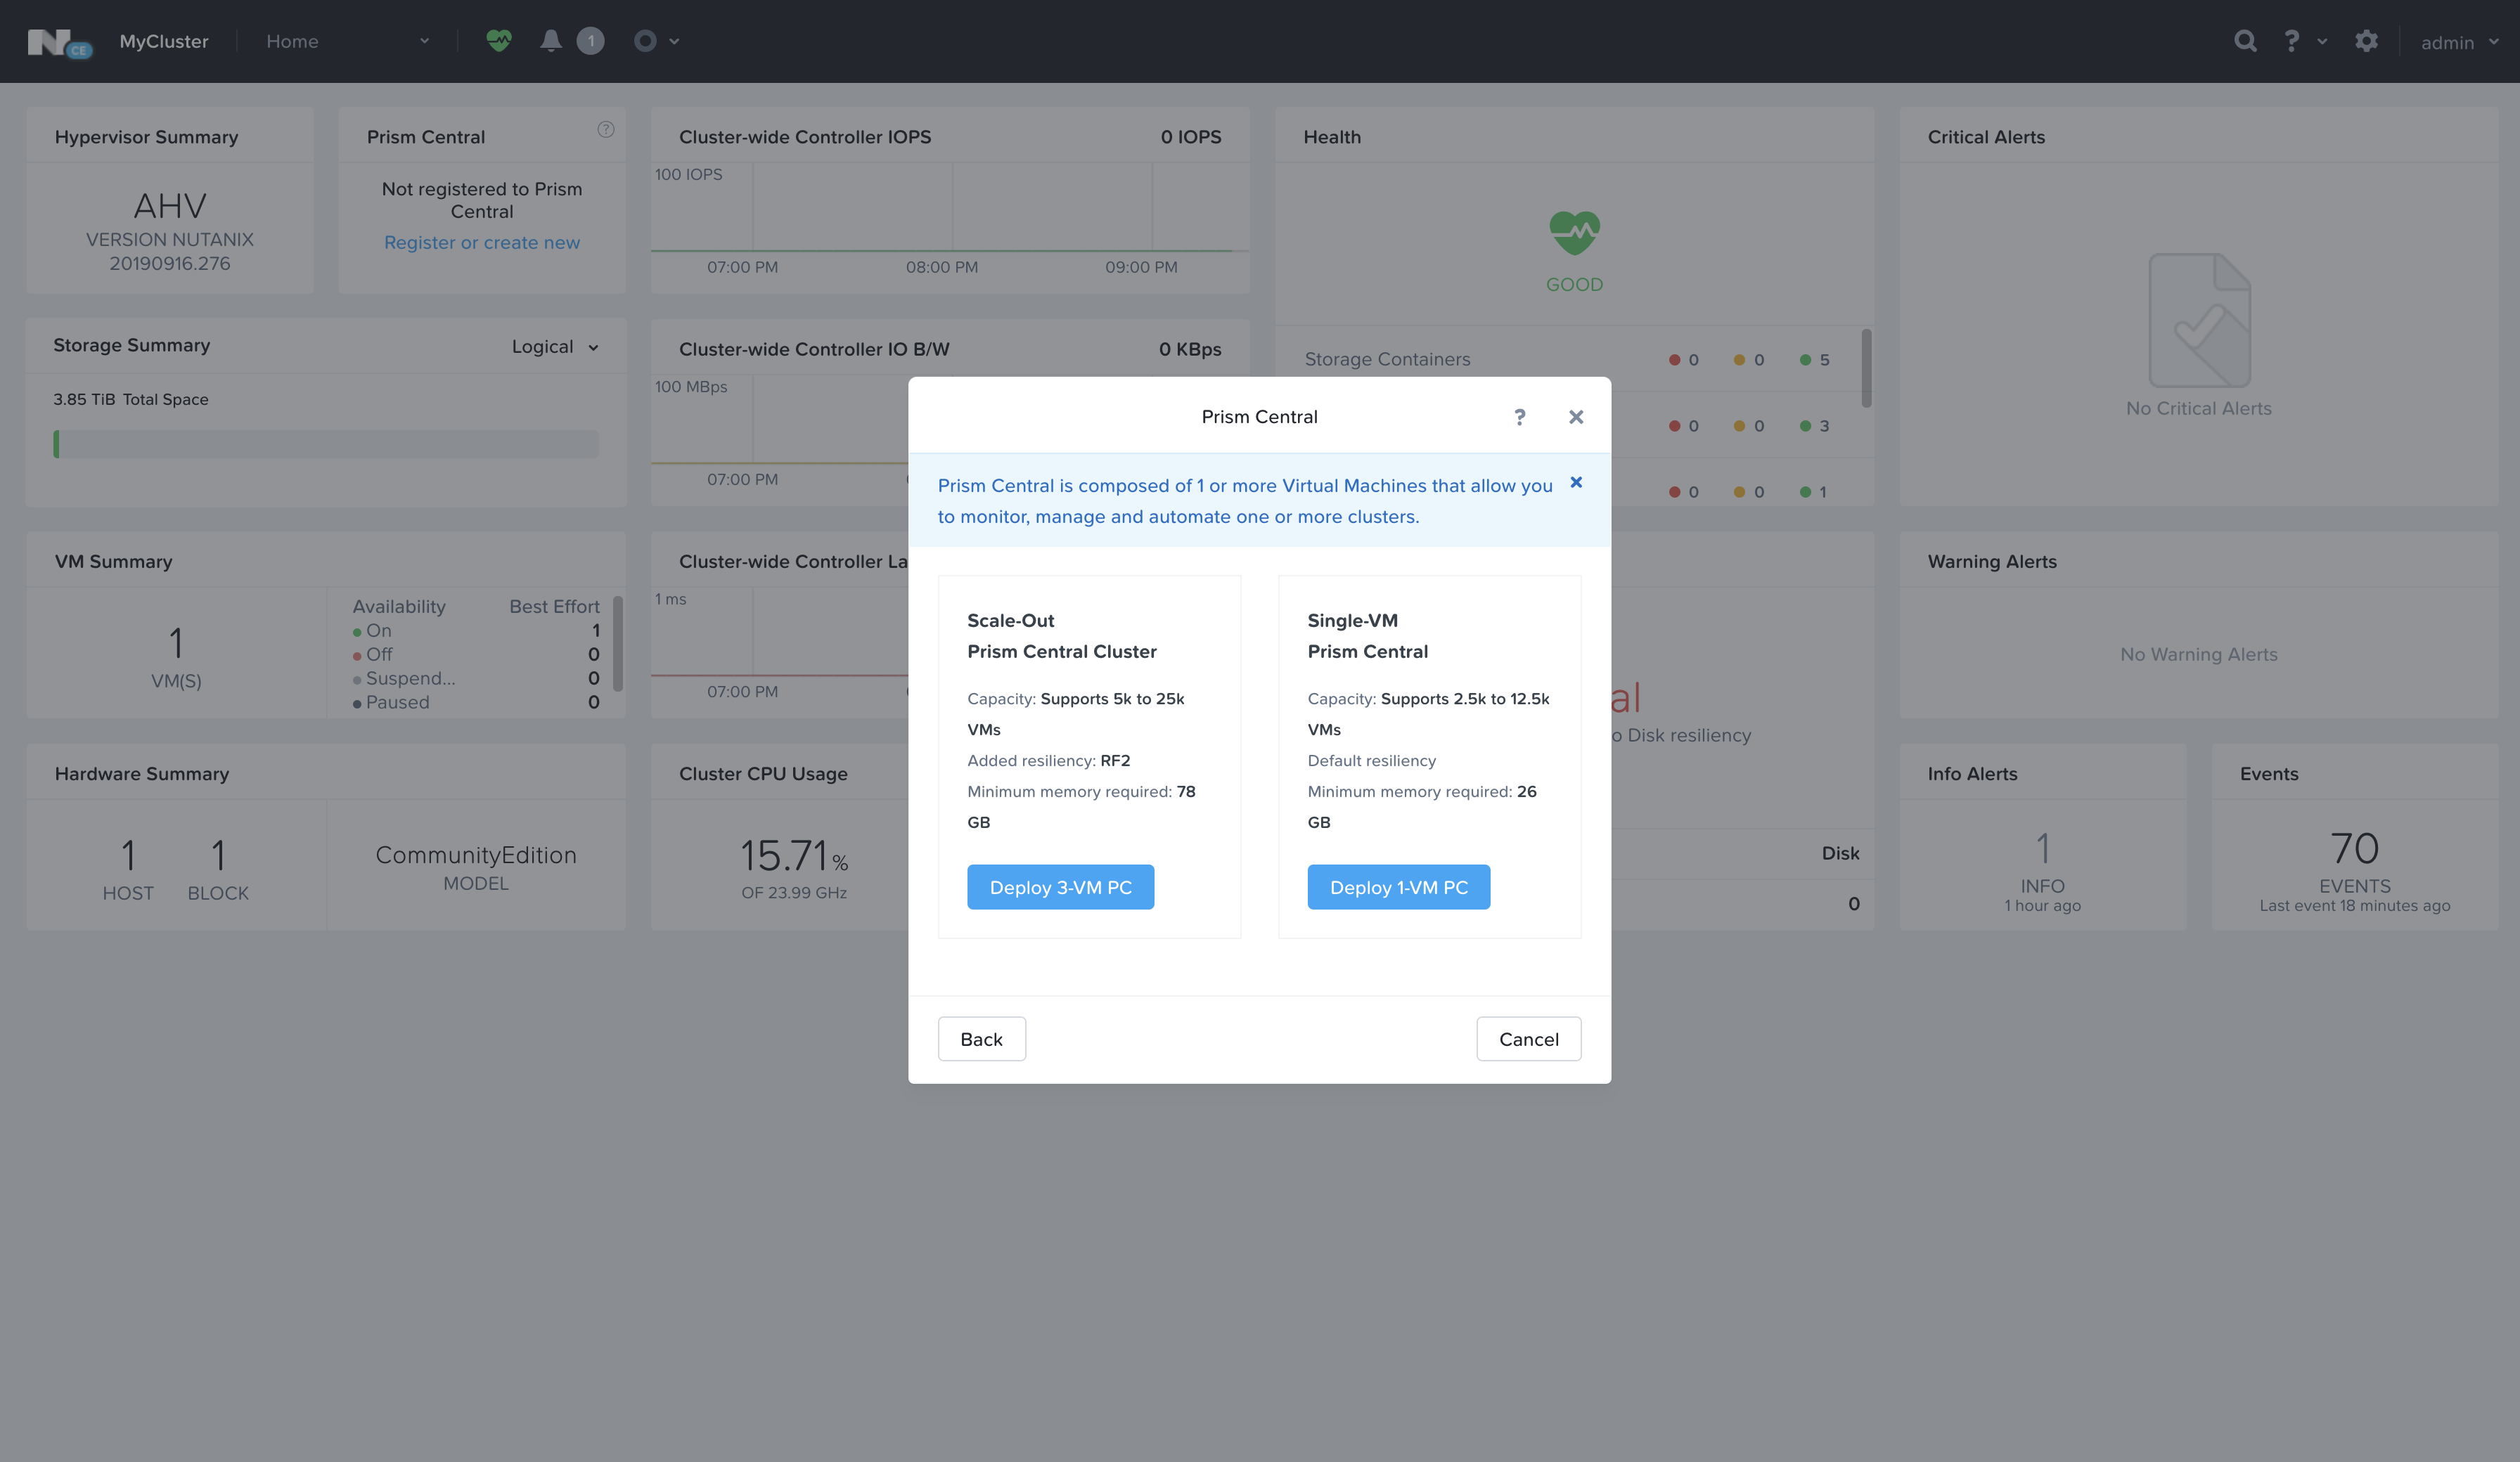 CE
MyCluster
Home
1
admin
Hypervisor Summary
AHV
VERSION NUTANIX
20190916.276
Prism Central
?
Not registered to Prism
Central
Register or create new
Cluster-wide Controller IOPS
0 IOPS
100 IOPS
07:00 PM
08:00 PM
09:00 PM
Health
GOOD
Storage Containers
0
0
5
0
0
3
0
0
1
Critical Alerts
No Critical Alerts
Storage Summary
Logical
3.85 TiB Total Space
Cluster-wide Controller IO B/W
0 KBps
100 MBps
07:00 PM
VM Summary
1
VM(S)
Availability
Best Effort
On
1
Off
0
Suspend...
0
Paused
0
Cluster-wide Controller La
1 ms
07:00 PM
al
o Disk resiliency
Disk
0
Warning Alerts
No Warning Alerts
Hardware Summary
1
HOST
1
BLOCK
CommunityEdition
MODEL
Cluster CPU Usage
15.71%
OF 23.99 GHz
Info Alerts
1
INFO
1 hour ago
Events
70
EVENTS
Last event 18 minutes ago
Prism Central
?
Prism Central is composed of 1 or more Virtual Machines that allow you
to monitor, manage and automate one or more clusters.
Scale-Out
Prism Central Cluster
Capacity: Supports 5k to 25k
VMs
Added resiliency: RF2
Minimum memory required: 78
GB
Deploy 3-VM PC
Single-VM
Prism Central
Capacity: Supports 2.5k to 12.5k
VMs
Default resiliency
Minimum memory required: 26
GB
Deploy 1-VM PC
Back
Cancel